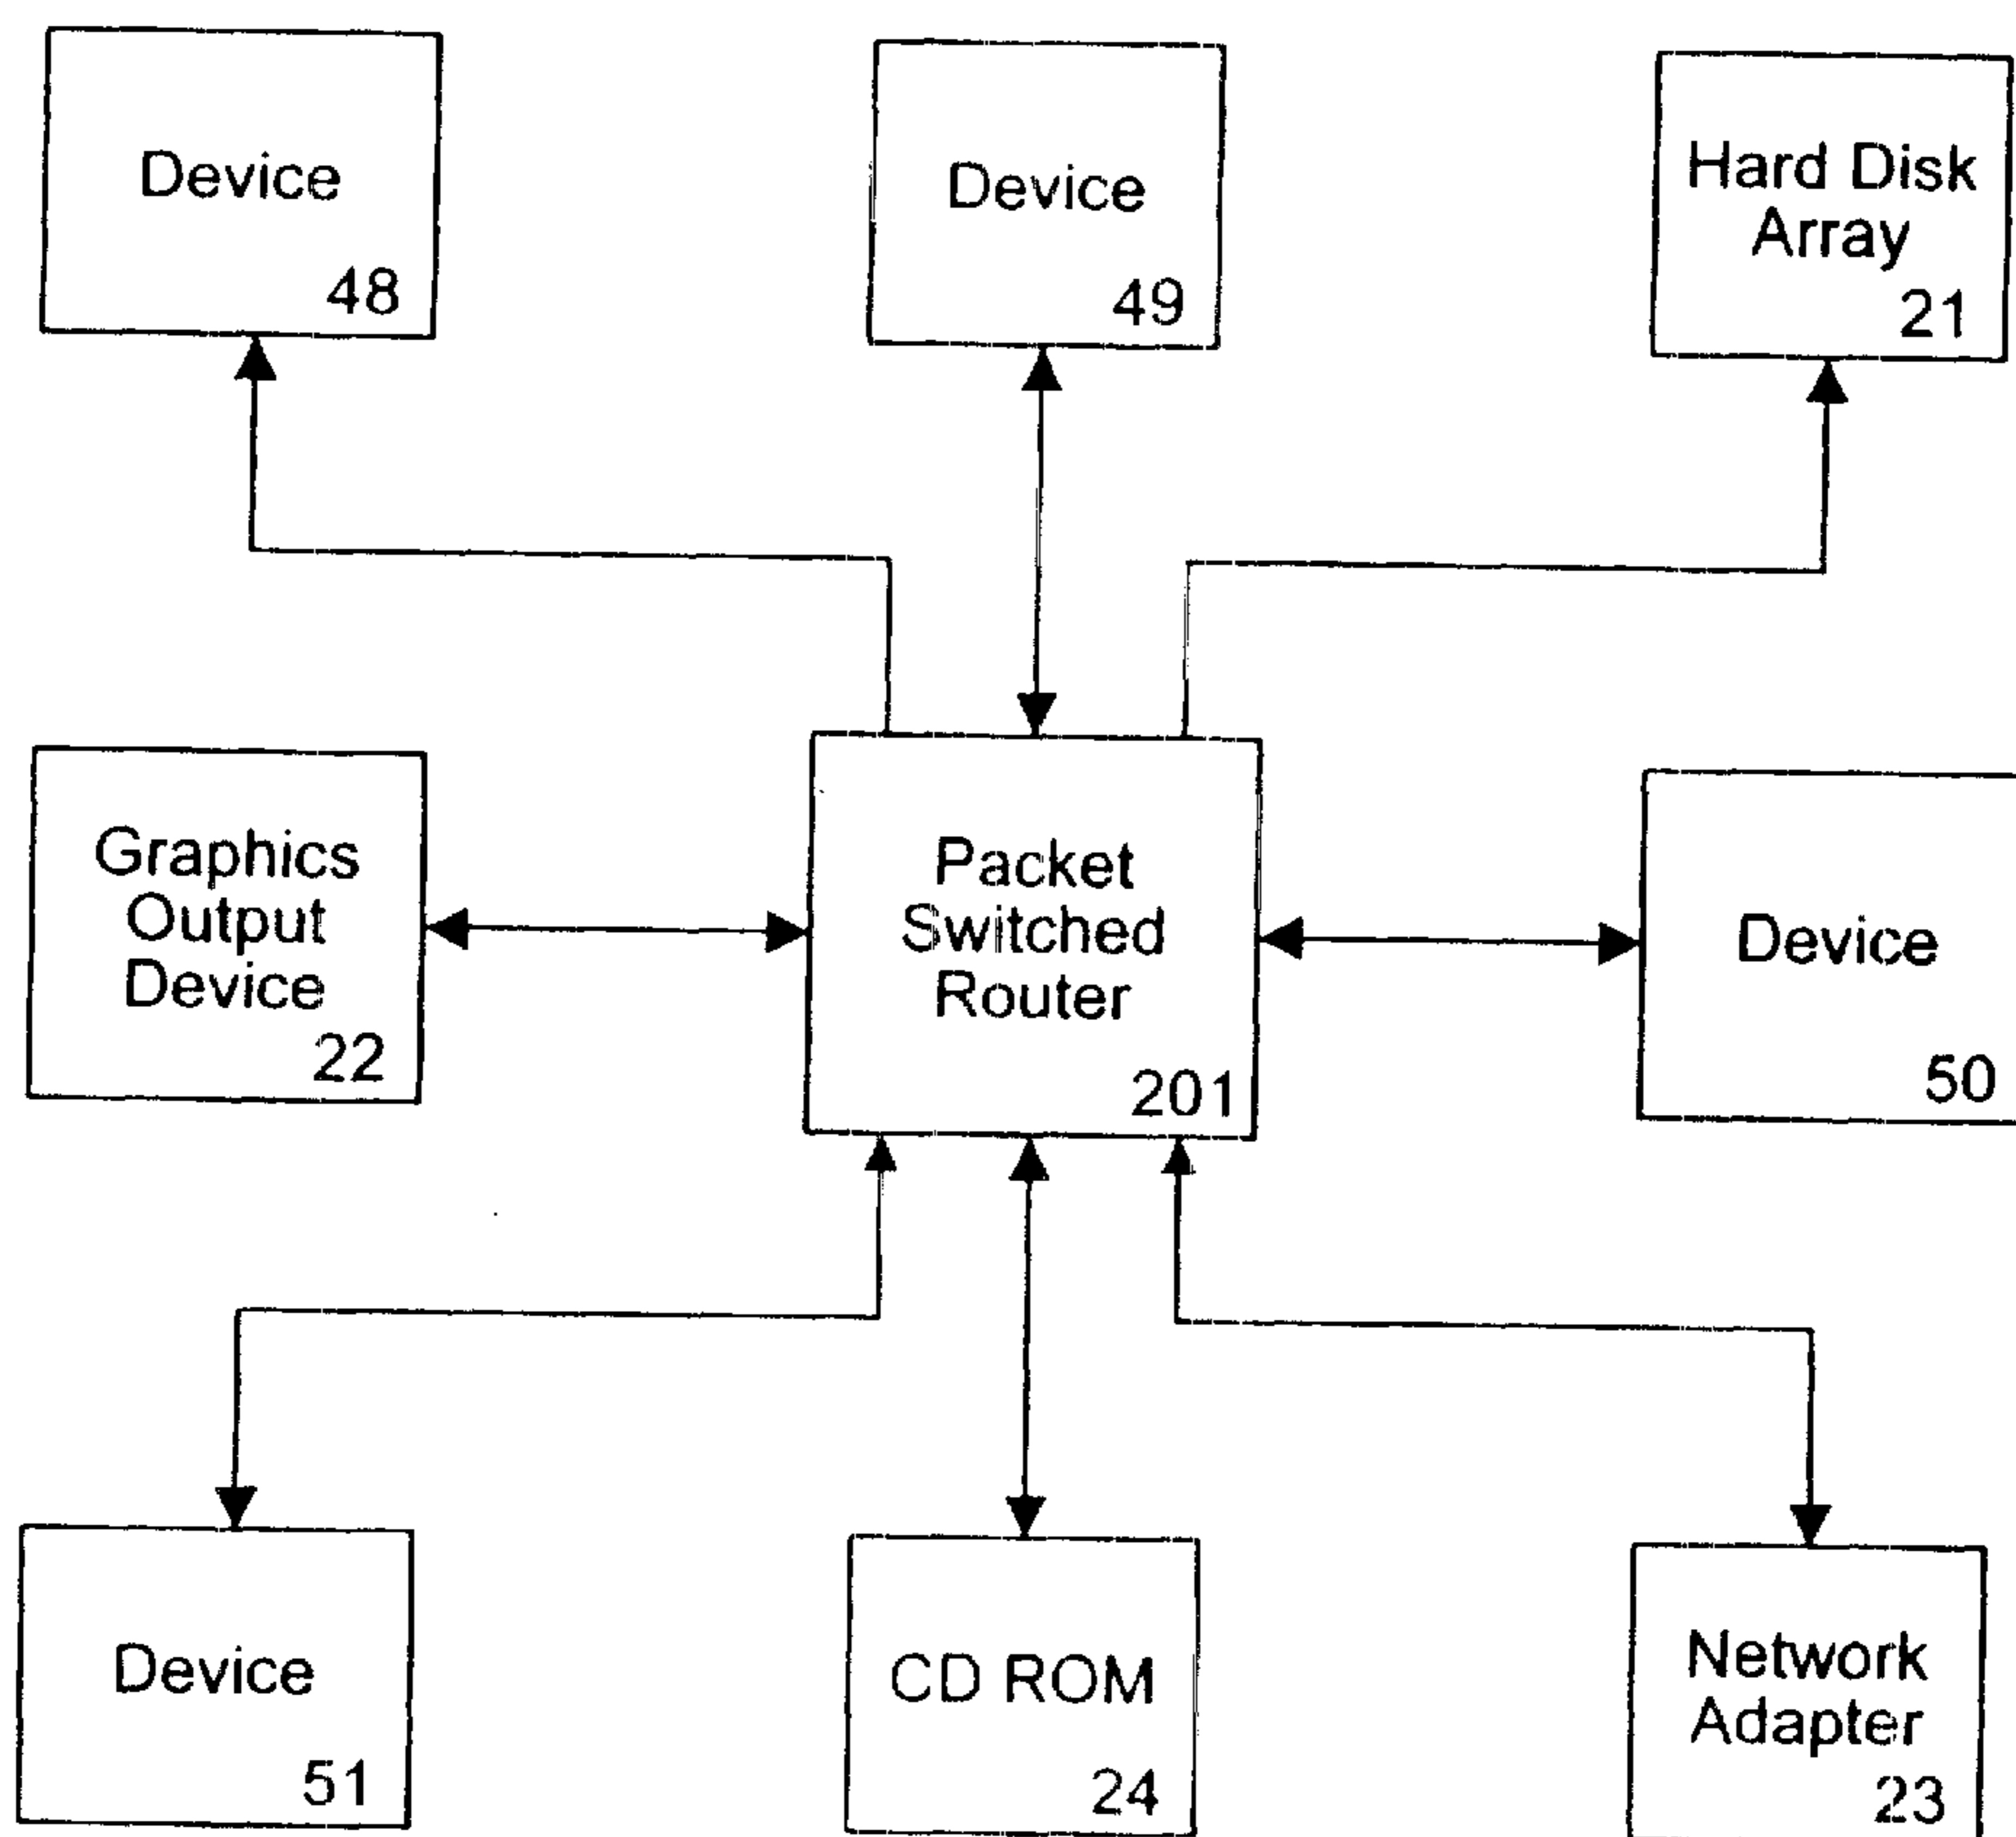 Device
48
Device
49
Hard Disk
Array
21
Graphics
Output
Device
22
Packet
Switched
Router
201
Device
50
Device
51
CD ROM
24
Network
Adapter
23